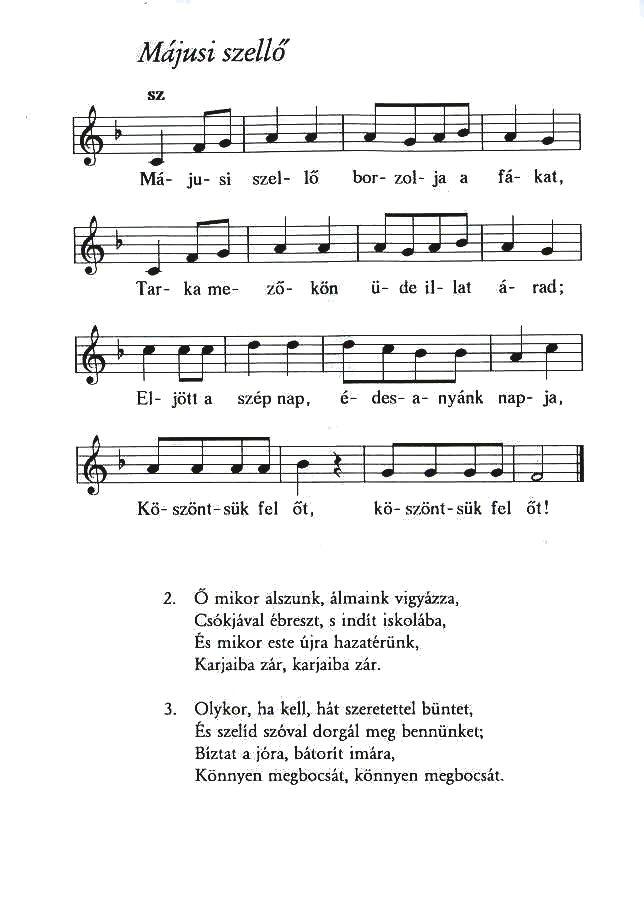 Májusi szellő
sz
Má- ju- si szel- lő bor- zol- ja a fá- kat,
Tar- ka me- ző- kön ü- de il- lat á- rad;
El- jött a szép nap, é- des- a- nyánk nap- ja,
Kö- szönt- sük fel őt, kö- szönt- sük fel őt!
2. Ő mikor alszunk, álmaink vigyázza,
Csókjával ébreszt, s indít iskolába,
És mikor este újra hazatérünk,
Karjaiba zár, karjaiba zár.
3. Olykor, ha kell, hát szeretettel büntet,
És szelíd szóval dorgál meg bennünket;
Bíztat a jóra, bátorít imára,
Könnyen megbocsát, könnyen megbocsát.